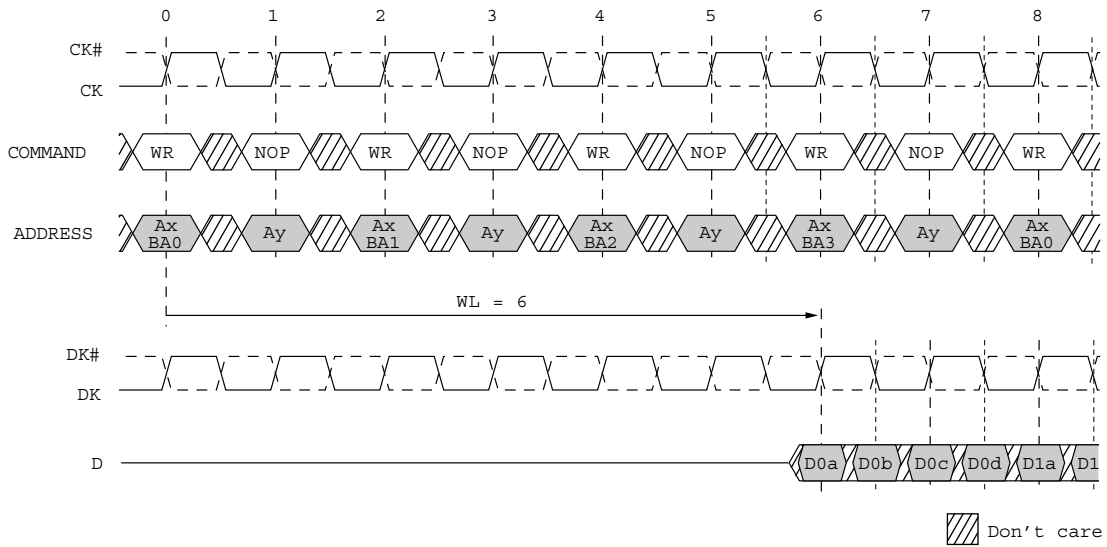 0 1 2 3 4 5 6 7 8
CK#
CK
COMMAND WR NOP WR NOP WR NOP WR NOP WR
Ax Ax Ax Ax Ax
ADDRESS Ay Ay Ay Ay
BA0 BA1 BA2 BA3 BA0
WL = 6
DK#
DK
D D0a D0b D0c D0d D1a D1
Don't care